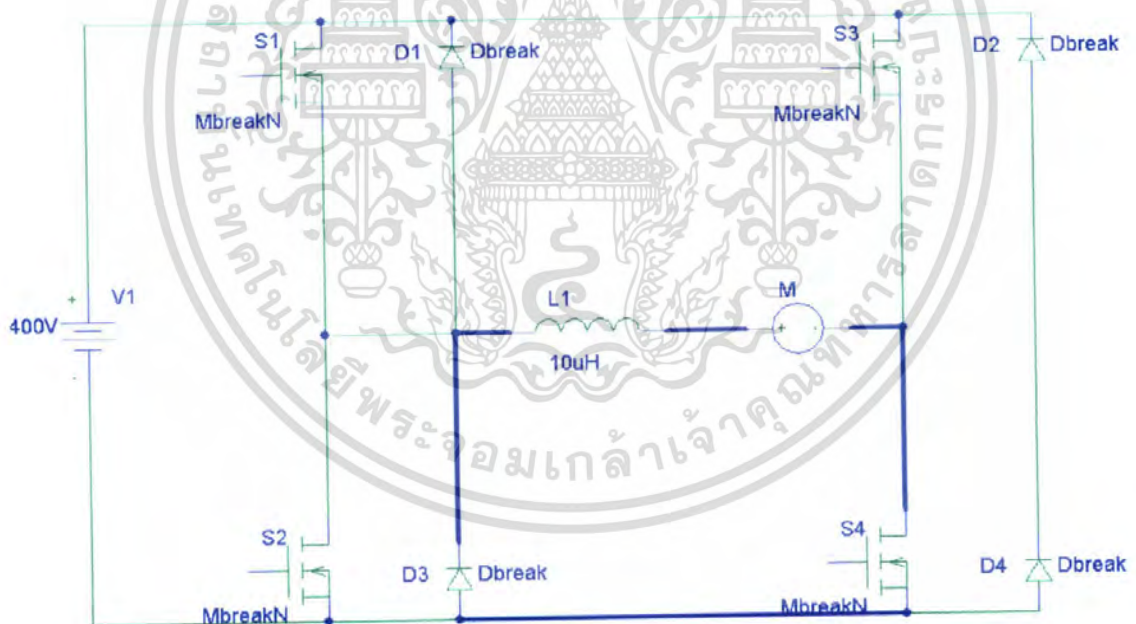 S1
D1
Dbreak
S3
D2
Dbreak
MbreakN
MbreakN
+
V1
400V
-
L1
10uH
M
+
-
S2
MbreakN
D3
Dbreak
S4
MbreakN
D4
Dbreak